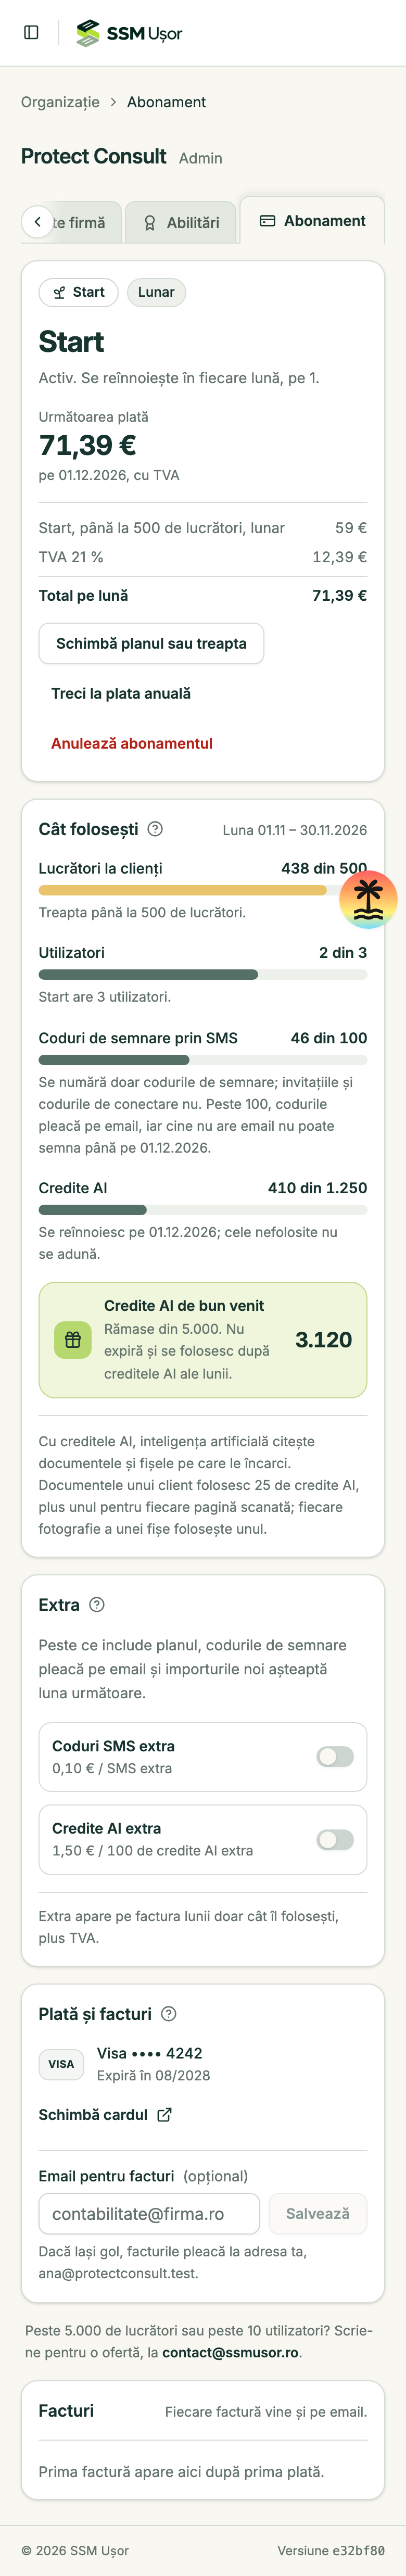 SSM Ușor
Organizație > Abonament
Protect Consult Admin
te firmă
Abilitări
Abonament
Start
Lunar
Start
Activ. Se reînnoiește în fiecare lună, pe 1.
Următoarea plată
71,39 €
pe 01.12.2026, cu TVA
Start, până la 500 de lucrători, lunar 59 €
TVA 21 % 12,39 €
Total pe lună 71,39 €
Schimbă planul sau treapta
Treci la plata anuală
Anulează abonamentul
Cât folosești Luna 01.11 – 30.11.2026
Lucrători la clienți 438 din 500
Treapta până la 500 de lucrători.
Utilizatori 2 din 3
Start are 3 utilizatori.
Coduri de semnare prin SMS 46 din 100
Se numără doar codurile de semnare; invitațiile și
codurile de conectare nu. Peste 100, codurile
pleacă pe email, iar cine nu are email nu poate
semna până pe 01.12.2026.
Credite AI 410 din 1.250
Se reînnoiesc pe 01.12.2026; cele nefolosite nu
se adună.
Credite AI de bun venit
Rămase din 5.000. Nu
expiră și se folosesc după
creditele AI ale lunii.
3.120
Cu creditele AI, inteligența artificială citește
documentele și fișele pe care le încarci.
Documentele unui client folosesc 25 de credite AI,
plus unul pentru fiecare pagină scanată; fiecare
fotografie a unei fișe folosește unul.
Extra
Peste ce include planul, codurile de semnare
pleacă pe email și importurile noi așteaptă
luna următoare.
Coduri SMS extra
0,10 € / SMS extra
Credite AI extra
1,50 € / 100 de credite AI extra
Extra apare pe factura lunii doar cât îl folosești,
plus TVA.
Plată și facturi
VISA
Visa •••• 4242
Expiră în 08/2028
Schimbă cardul
Email pentru facturi (opțional)
contabilitate@firma.ro
Salvează
Dacă lași gol, facturile pleacă la adresa ta,
ana@protectconsult.test.
Peste 5.000 de lucrători sau peste 10 utilizatori? Scrie-
ne pentru o ofertă, la contact@ssmusor.ro.
Facturi Fiecare factură vine și pe email.
Prima factură apare aici după prima plată.
© 2026 SSM Ușor Versiune e32bf80